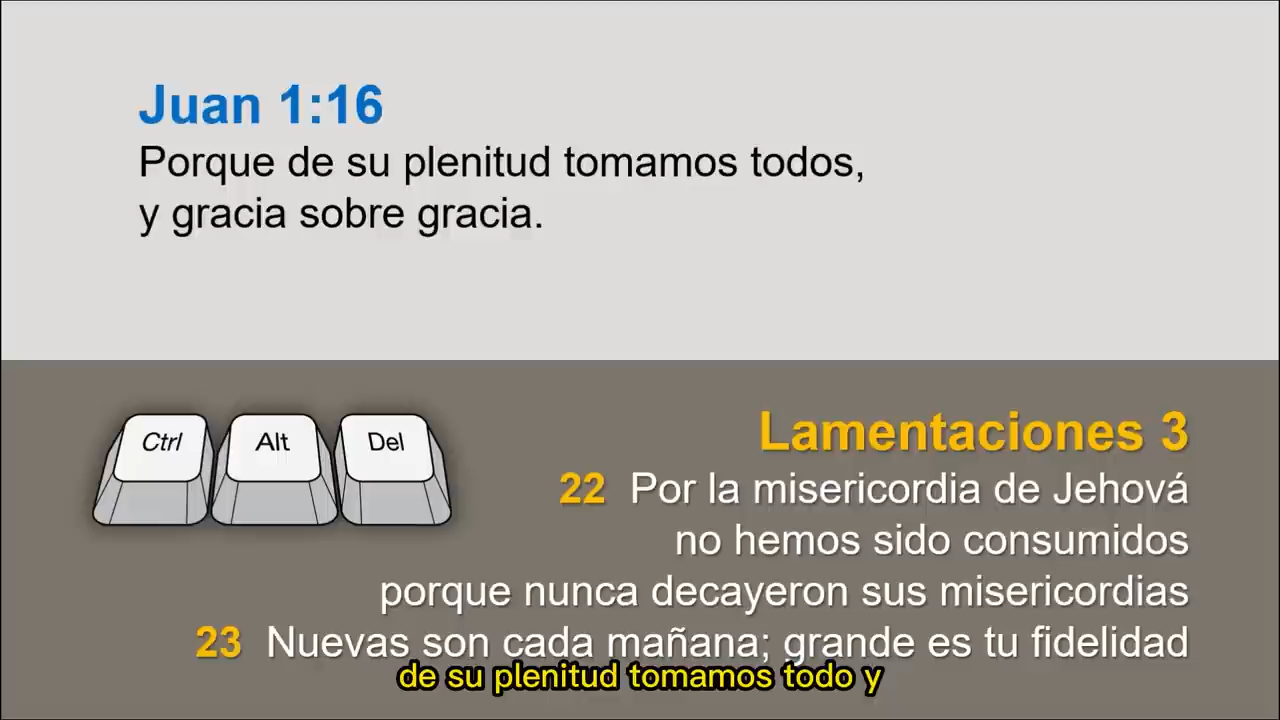 Juan 1:16
Porque de su plenitud tomamos todos,
y gracia sobre gracia.
Ctrl Alt Del
Lamentaciones 3
22 Por la misericordia de Jehová
no hemos sido consumidos
porque nunca decayeron sus misericordias
23 Nuevas son cada mañana; grande es tu fidelidad
de su plenitud tomamos todo y